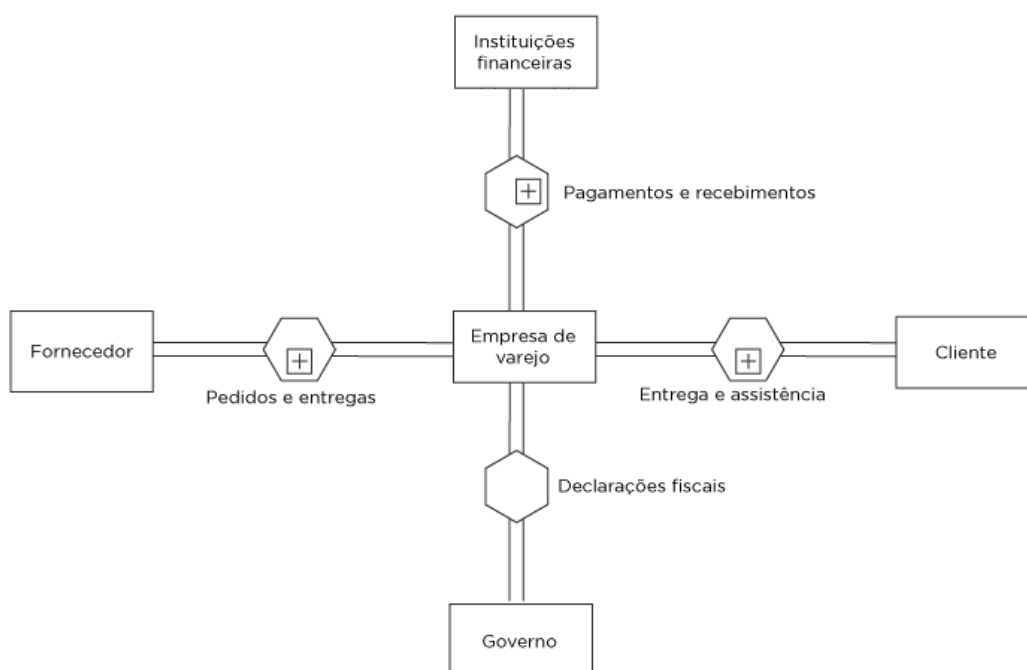 Instituições
financeiras
Pagamentos e recebimentos
Fornecedor
Pedidos e entregas
Empresa de
varejo
Entrega e assistência
Cliente
Declarações fiscais
Governo